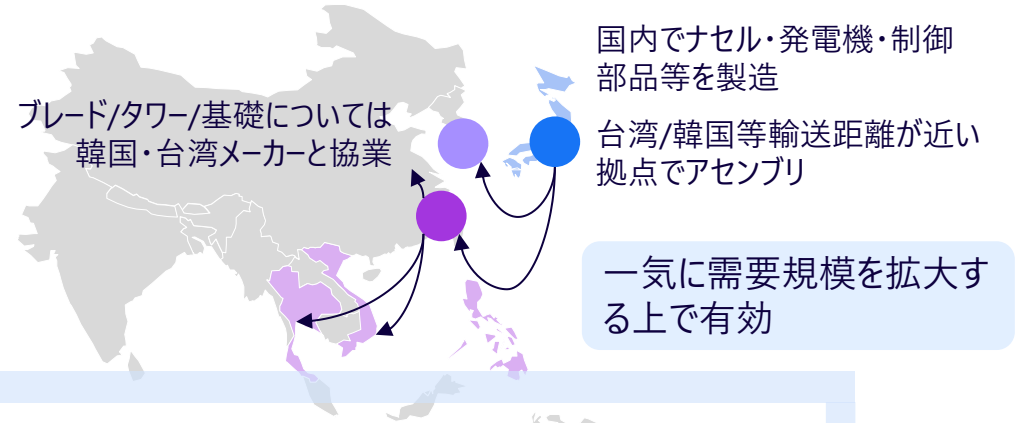 国内でナセル・発電機・制御
部品等を製造
ブレード/タワー/基礎については
韓国・台湾メーカーと協業
台湾/韓国等輸送距離が近い
拠点でアセンブリ
一気に需要規模を拡大す
る上で有効